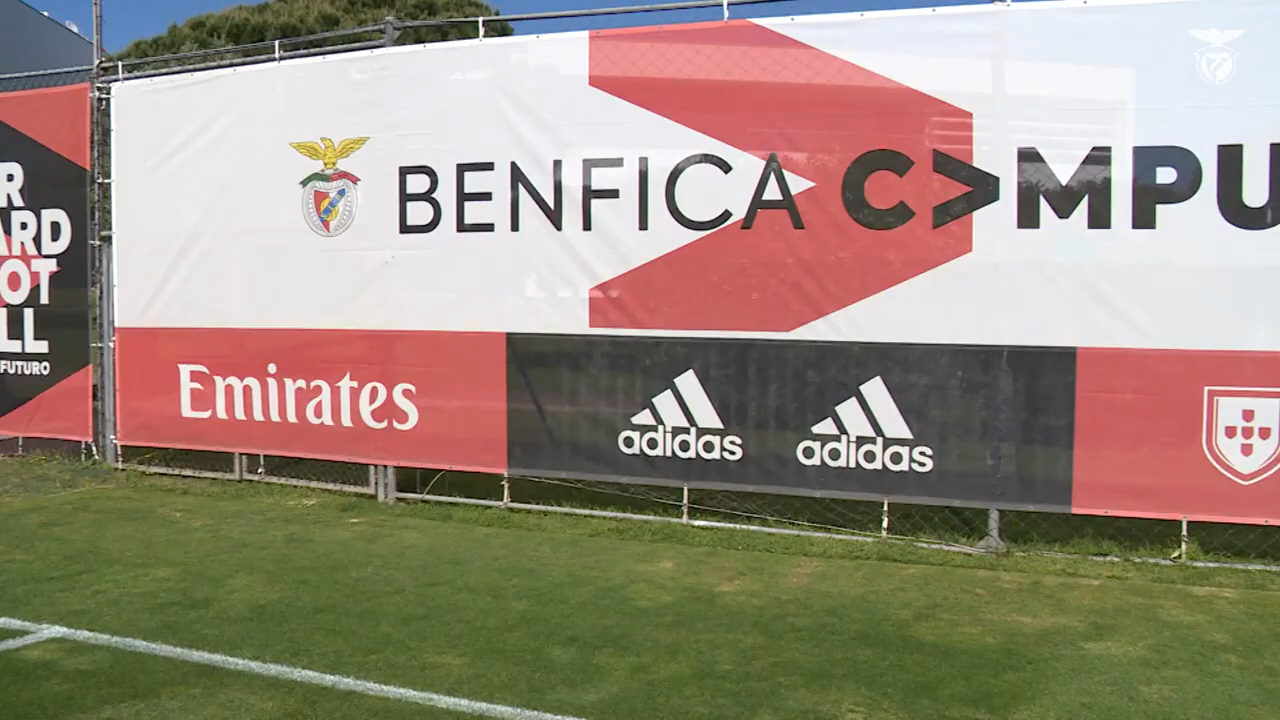 R
ARD
OT
LL
FUTURO
BENFICA C>MPU
Emirates
adidas
adidas